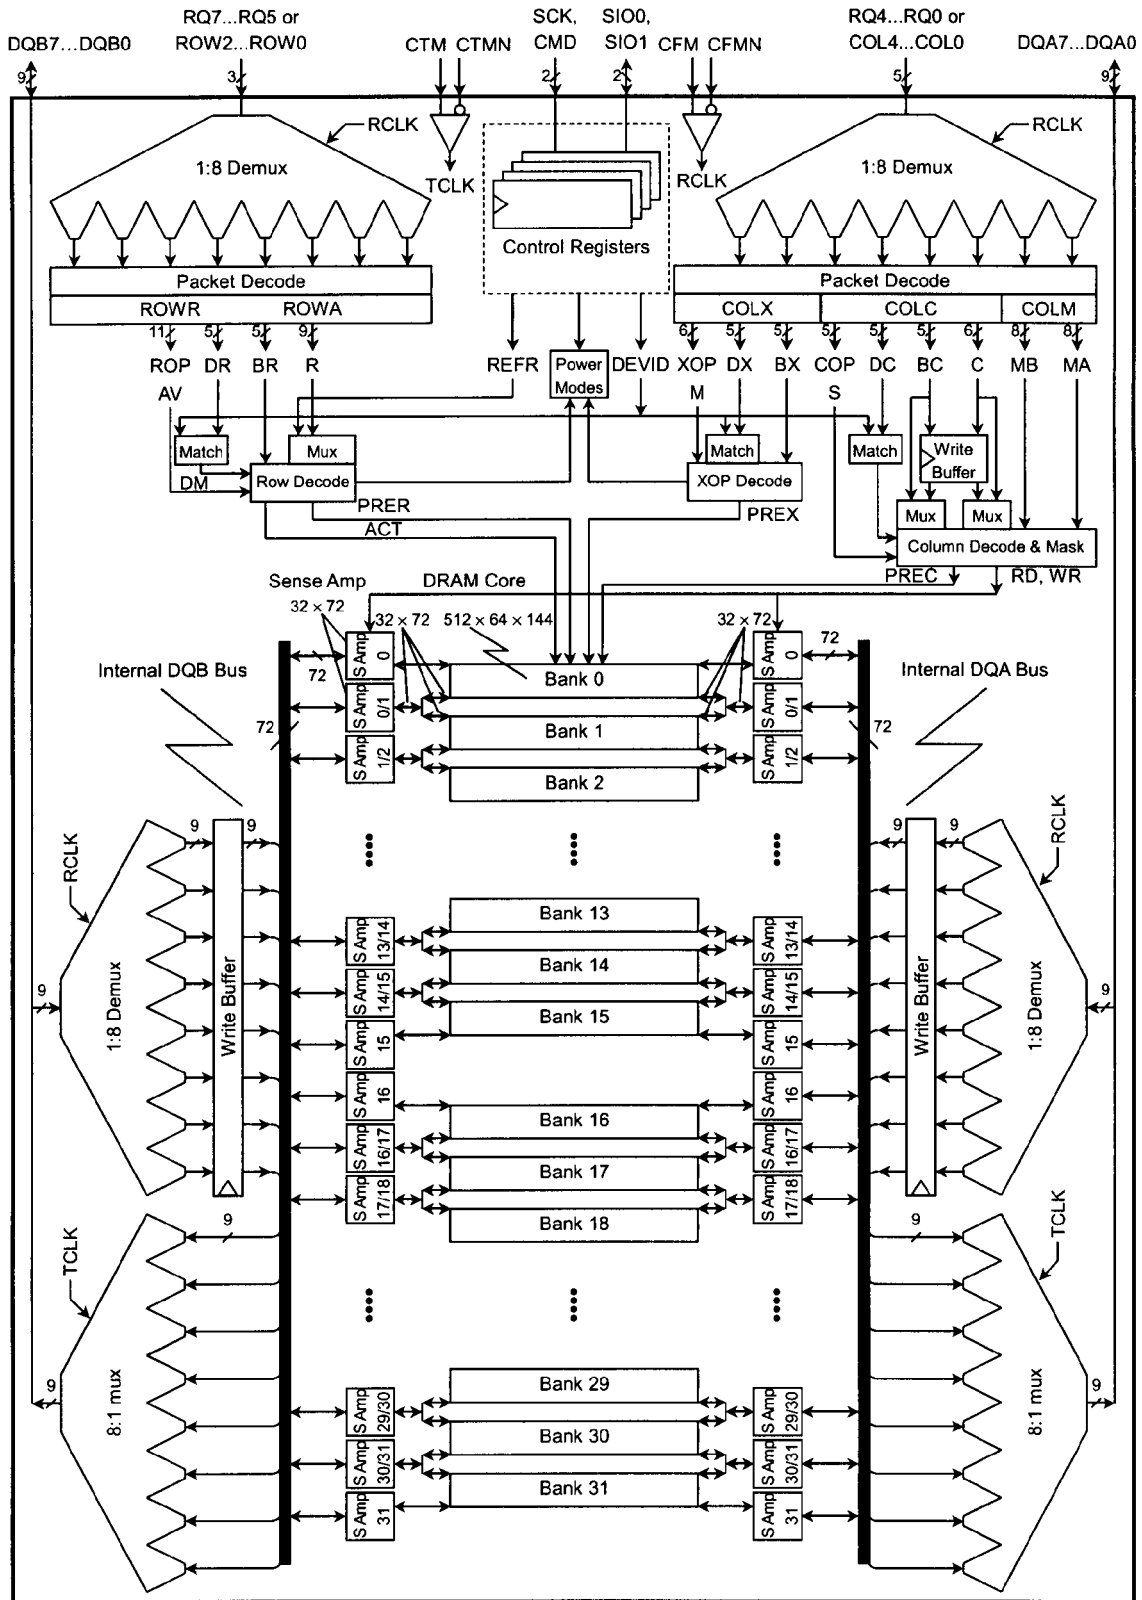 RQ7...RQ5 or
ROW2...ROW0
DQB7...DQB0
CTM CTMN
SCK,
CMD
SIO0,
SIO1
CFM CFMN
RQ4...RQ0 or
COL4...COL0
DQA7...DQA0
9
3
2
2
5
9
RCLK
1:8 Demux
TCLK
Control Registers
RCLK
RCLK
1:8 Demux
Packet Decode
ROWR ROWA
Packet Decode
COLX COLC COLM
11 5 5 9
6 5 5 5 5 5 6 8 8
ROP DR BR R
AV
REFR
Power
Modes
DEVID
XOP DX BX COP DC BC C MB MA
M
S
Match
DM
Mux
Row Decode
Match
XOP Decode
Match
Write
Buffer
Mux
Mux
Column Decode & Mask
PRER
ACT
PREX
PREC
RD, WR
Sense Amp
32 × 72
32 × 72
DRAM Core
512 × 64 × 144
32 × 72
72
72
72
72
Internal DQB Bus
Internal DQA Bus
S Amp
0
Bank 0
S Amp
0
S Amp
0/1
Bank 1
S Amp
0/1
S Amp
1/2
Bank 2
S Amp
1/2
RCLK
9 9
9 9
RCLK
Bank 13
S Amp
13/14
Bank 14
S Amp
13/14
S Amp
14/15
Bank 15
S Amp
14/15
S Amp
15
S Amp
15
9
1:8 Demux
Write Buffer
Write Buffer
1:8 Demux
9
S Amp
16
Bank 16
S Amp
16
S Amp
16/17
Bank 17
S Amp
16/17
S Amp
17/18
Bank 18
S Amp
17/18
TCLK
9
9
TCLK
Bank 29
S Amp
29/30
Bank 30
S Amp
29/30
S Amp
30/31
Bank 31
S Amp
30/31
S Amp
31
S Amp
31
9
8:1 mux
8:1 mux
9